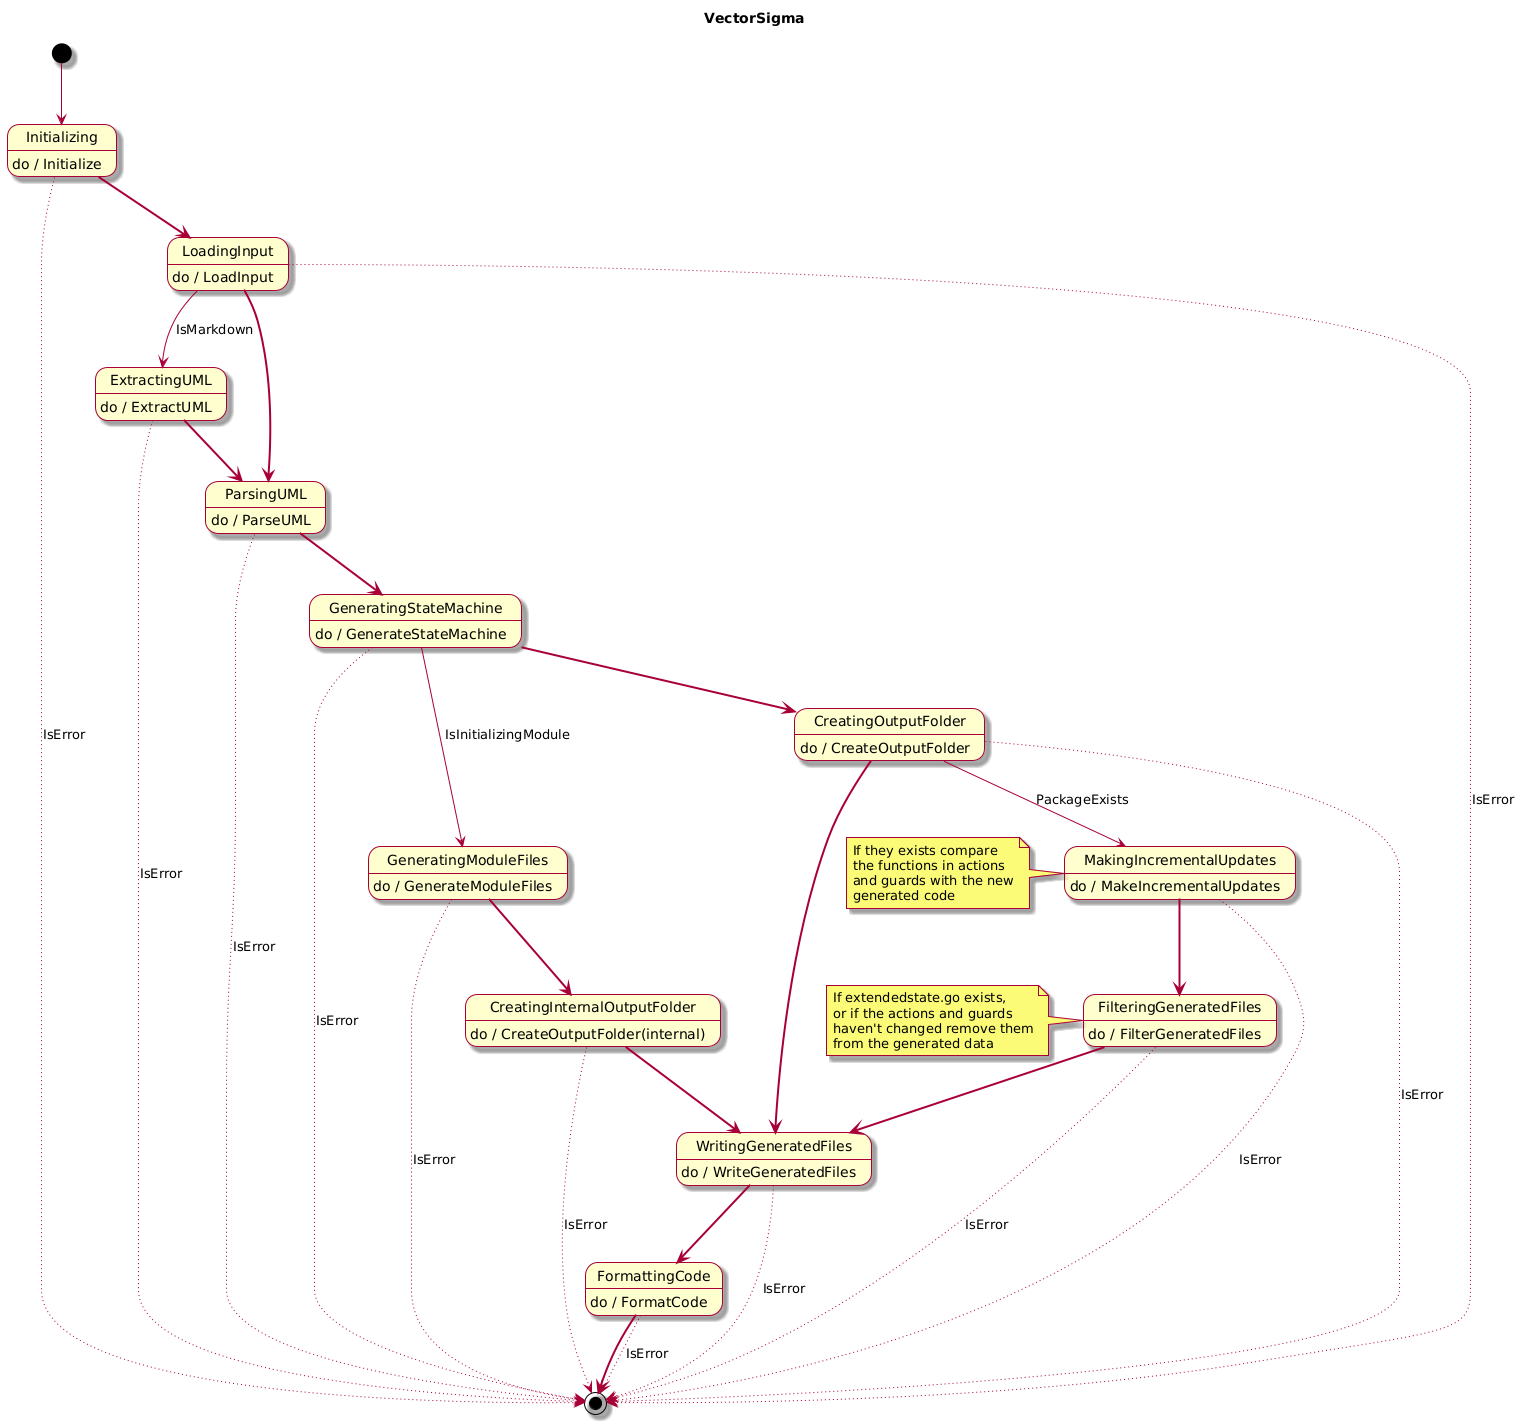 VectorSigma
Initializing
do / Initialize
LoadingInput
do / LoadInput
IsMarkdown
ExtractingUML
do / ExtractUML
ParsingUML
do / ParseUML
GeneratingStateMachine
do / GenerateStateMachine
IsError
IsInitializingModule
CreatingOutputFolder
do / CreateOutputFolder
PackageExists
IsError
If they exists compare
the functions in actions
and guards with the new
generated code
GeneratingModuleFiles
do / GenerateModuleFiles
MakingIncrementalUpdates
do / MakeIncrementalUpdates
IsError
IsError
If extendedstate.go exists,
or if the actions and guards
haven't changed remove them
from the generated data
CreatingInternalOutputFolder
do / CreateOutputFolder(internal)
FilteringGeneratedFiles
do / FilterGeneratedFiles
IsError
IsError
WritingGeneratedFiles
do / WriteGeneratedFiles
IsError
IsError
IsError
IsError
FormattingCode
do / FormatCode
IsError
IsError